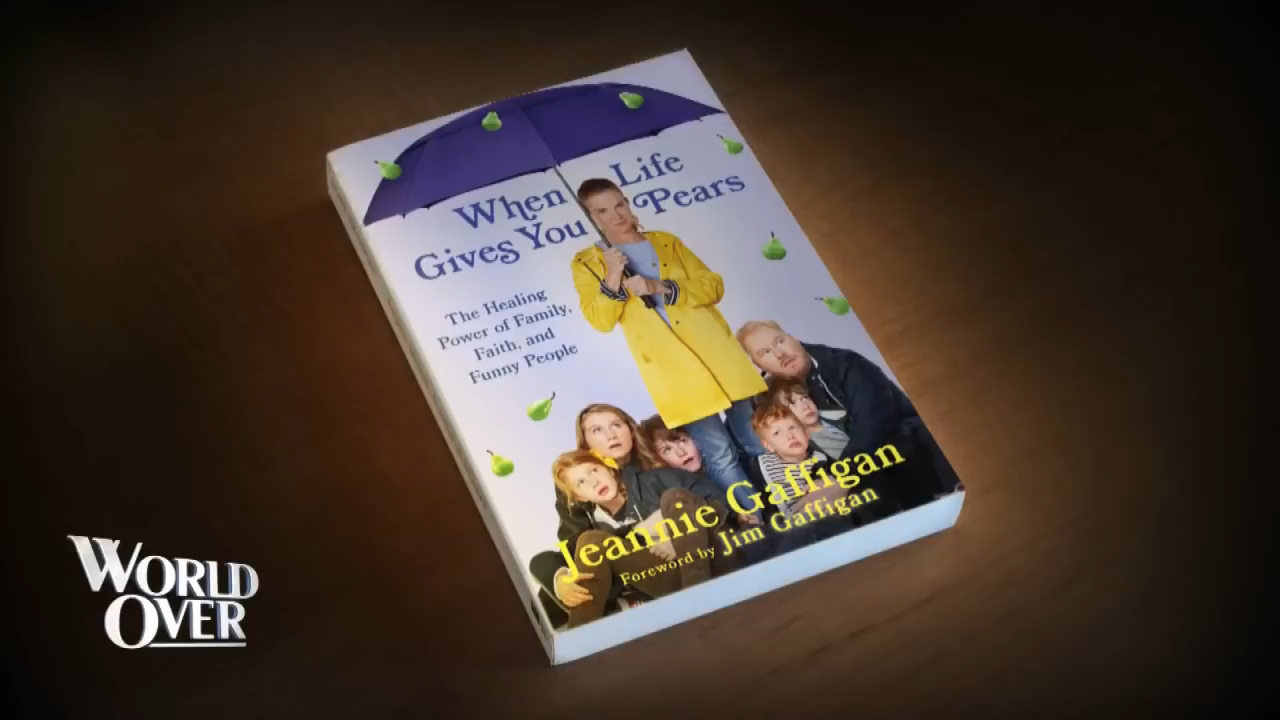 When Life
Gives You Pears
The Healing
Power of Family,
Faith, and
Funny People
Jeannie Gaffigan
Foreword by Jim Gaffigan
WORLD
OVER